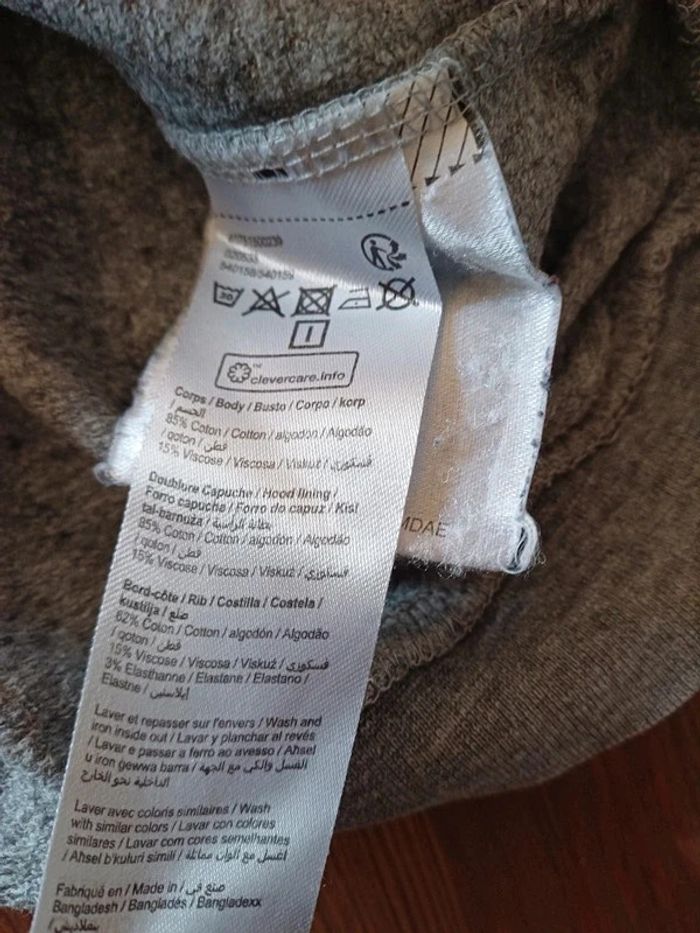 540158/540159
30
clevercare.info
Corps / Body / Busto / Corpo / korp
/ الجسم
85% Coton / Cotton / algodón / Algodão
/ qoton / قطن
15% Viscose / Viscosa / Viskuż / فسكوزي
Doublure Capuche / Hood lining /
Forro capucha / Forro do capuz / Kisi
tal-barnuża / بطانة الرأسية
85% Coton / Cotton / algodón / Algodão
/ qoton / قطن
15% Viscose / Viscosa / Viskuż / فسكوزي
MDAE
Bord-côte / Rib / Costilla / Costela /
kustilja / ضلع
82% Coton / Cotton / algodón / Algodão
/ qoton / قطن
15% Viscose / Viscosa / Viskuż / فسكوزي
3% Elasthanne / Elastane / Elastano /
Elastne / إيلاستين
Laver et repasser sur l'envers / Wash and
iron inside out / Lavar y planchar al revés
/ Lavar e passar a ferro ao avesso / Aħsel
u iron ġewwa barra / الغسل والكي مع الجهة
الداخلية نحو الخارج
Laver avec coloris similaires / Wash
with similar colors / Lavar con colores
similares / Lavar com cores semelhantes
/ Aħsel b'kuluri simili / اغسل مع ألوان مماثلة
Fabriqué en / Made in / صنع في
Bangladesh / Bangladés / Bangladexx
/ بنغلاديش